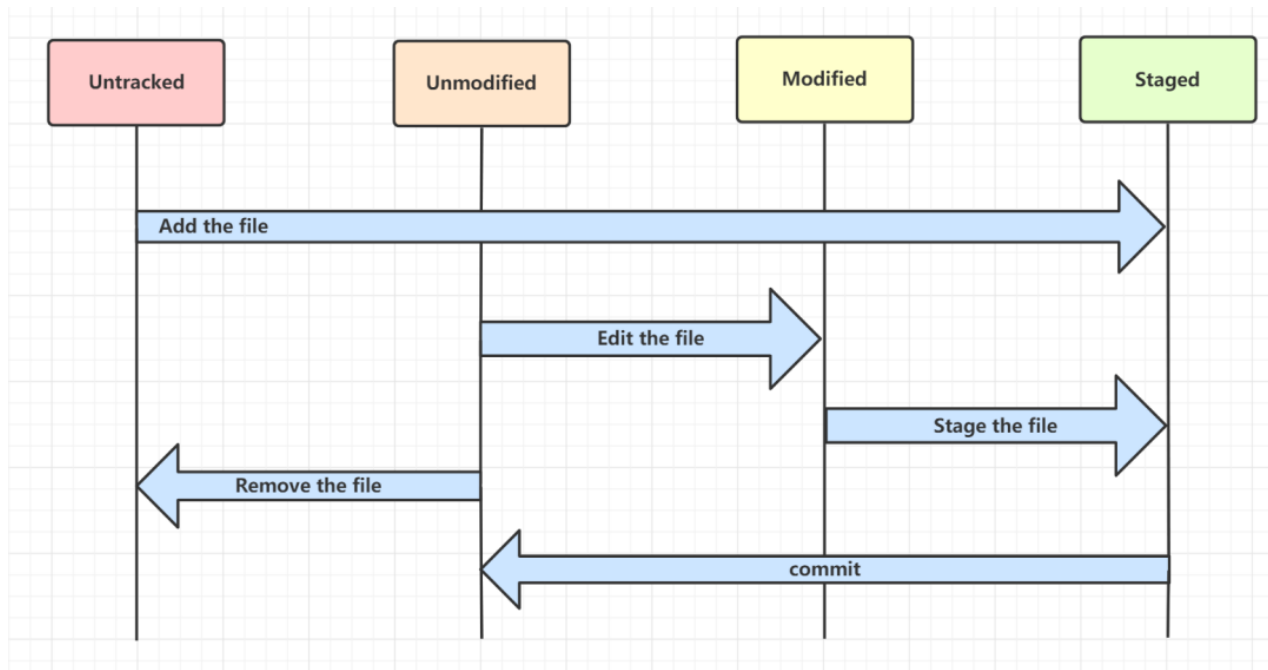 Untracked
Unmodified
Modified
Staged
Add the file
Edit the file
Stage the file
Remove the file
commit